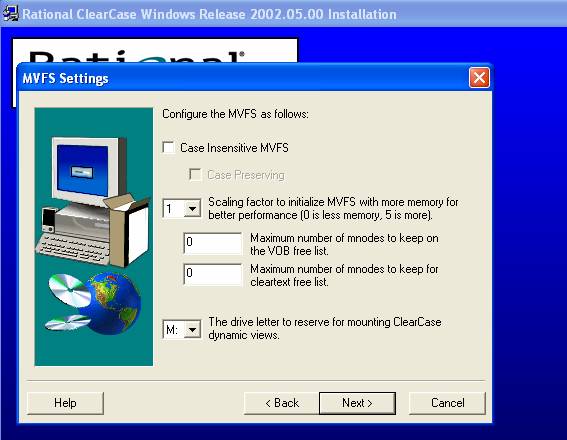 Rational ClearCase Windows Release 2002.05.00 Installation
Rational
MVFS Settings
Configure the MVFS as follows:
Case Insensitive MVFS
Case Preserving
1
Scaling factor to initialize MVFS with more memory for
better performance (0 is less memory, 5 is more).
0
Maximum number of mnodes to keep on
the VOB free list.
0
Maximum number of mnodes to keep for
cleartext free list.
M:
The drive letter to reserve for mounting ClearCase
dynamic views.
Help
< Back
Next >
Cancel